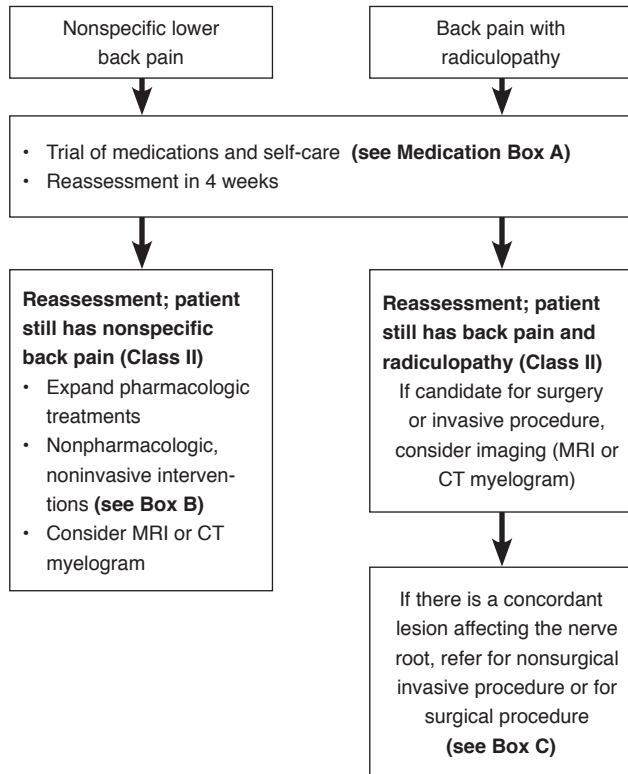 Nonspecific lower
back pain
Back pain with
radiculopathy
• Trial of medications and self-care (see Medication Box A)
• Reassessment in 4 weeks
Reassessment; patient
still has nonspecific
back pain (Class II)
• Expand pharmacologic
treatments
• Nonpharmacologic,
noninvasive interven-
tions (see Box B)
• Consider MRI or CT
myelogram
Reassessment; patient
still has back pain and
radiculopathy (Class II)
If candidate for surgery
or invasive procedure,
consider imaging (MRI or
CT myelogram)
If there is a concordant
lesion affecting the nerve
root, refer for nonsurgical
invasive procedure or for
surgical procedure
(see Box C)